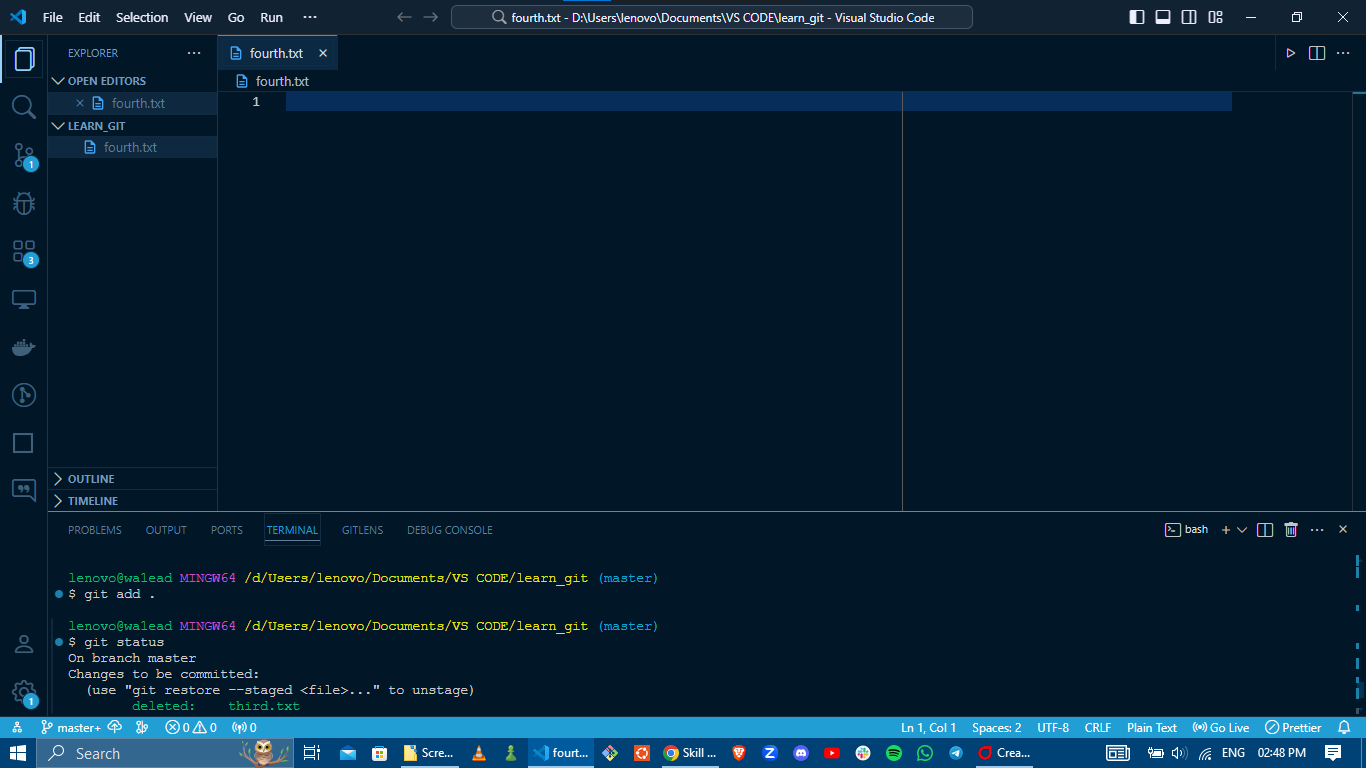 File Edit Selection View Go Run ···
fourth.txt - D:\Users\lenovo\Documents\VS CODE\learn_git - Visual Studio Code
EXPLORER ···
OPEN EDITORS
fourth.txt
LEARN_GIT
fourth.txt
OUTLINE
TIMELINE
1
3
1
fourth.txt
fourth.txt
1
PROBLEMS OUTPUT PORTS TERMINAL GITLENS DEBUG CONSOLE
bash
lenovo@wa1ead MINGW64 /d/Users/lenovo/Documents/VS CODE/learn_git (master)
$ git add .
lenovo@wa1ead MINGW64 /d/Users/lenovo/Documents/VS CODE/learn_git (master)
$ git status
On branch master
Changes to be committed:
(use "git restore --staged <file>..." to unstage)
deleted: third.txt
master+ 0 0 0 Ln 1, Col 1 Spaces: 2 UTF-8 CRLF Plain Text Go Live Prettier
Search Scre... fourt... Skill ... Crea... ENG 02:48 PM